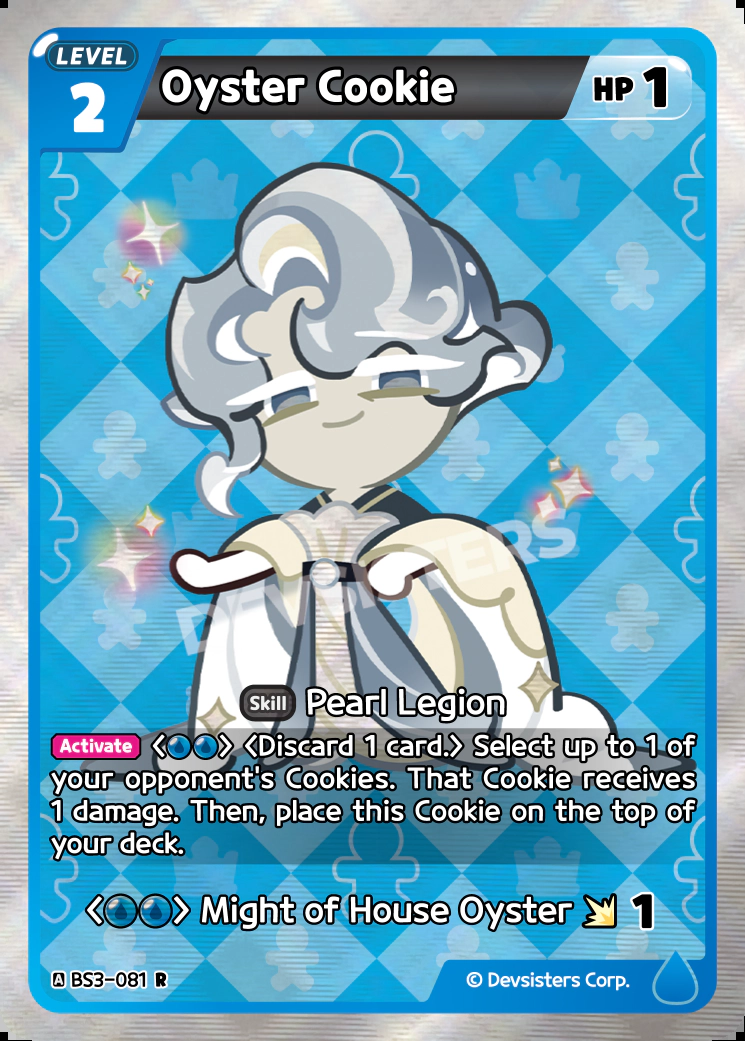 LEVEL
2
Oyster Cookie
HP 1
DEVSISTERS
Skill Pearl Legion
Activate < > <Discard 1 card.> Select up to 1 of
your opponent's Cookies. That Cookie receives
1 damage. Then, place this Cookie on the top of
your deck.
< > Might of House Oyster 1
A BS3-081 R
© Devsisters Corp.